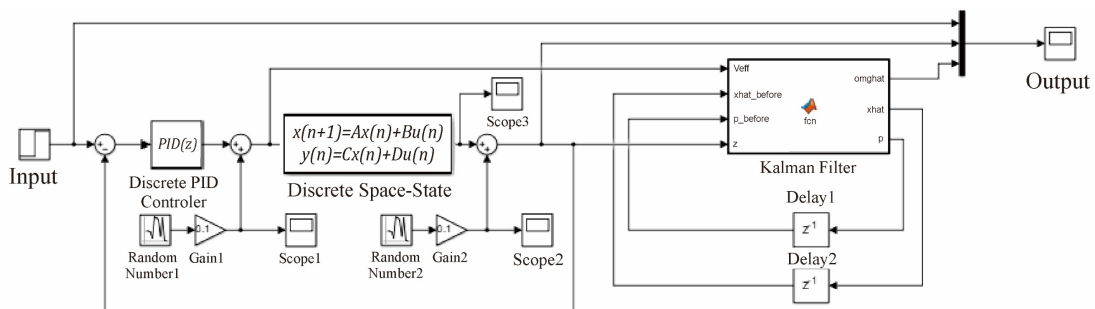 Input
PID(z)
Discrete PID
Controler
Random
Number1
0.1
Gain1
Scope1
x(n+1)=Ax(n)+Bu(n)
y(n)=Cx(n)+Du(n)
Discrete Space-State
Random
Number2
0.1
Gain2
Scope2
Scope3
Veff
xhat_before
p_before
z
fcn
omghat
xhat
p
Kalman Filter
Delay1
z-1
Delay2
z-1
Output